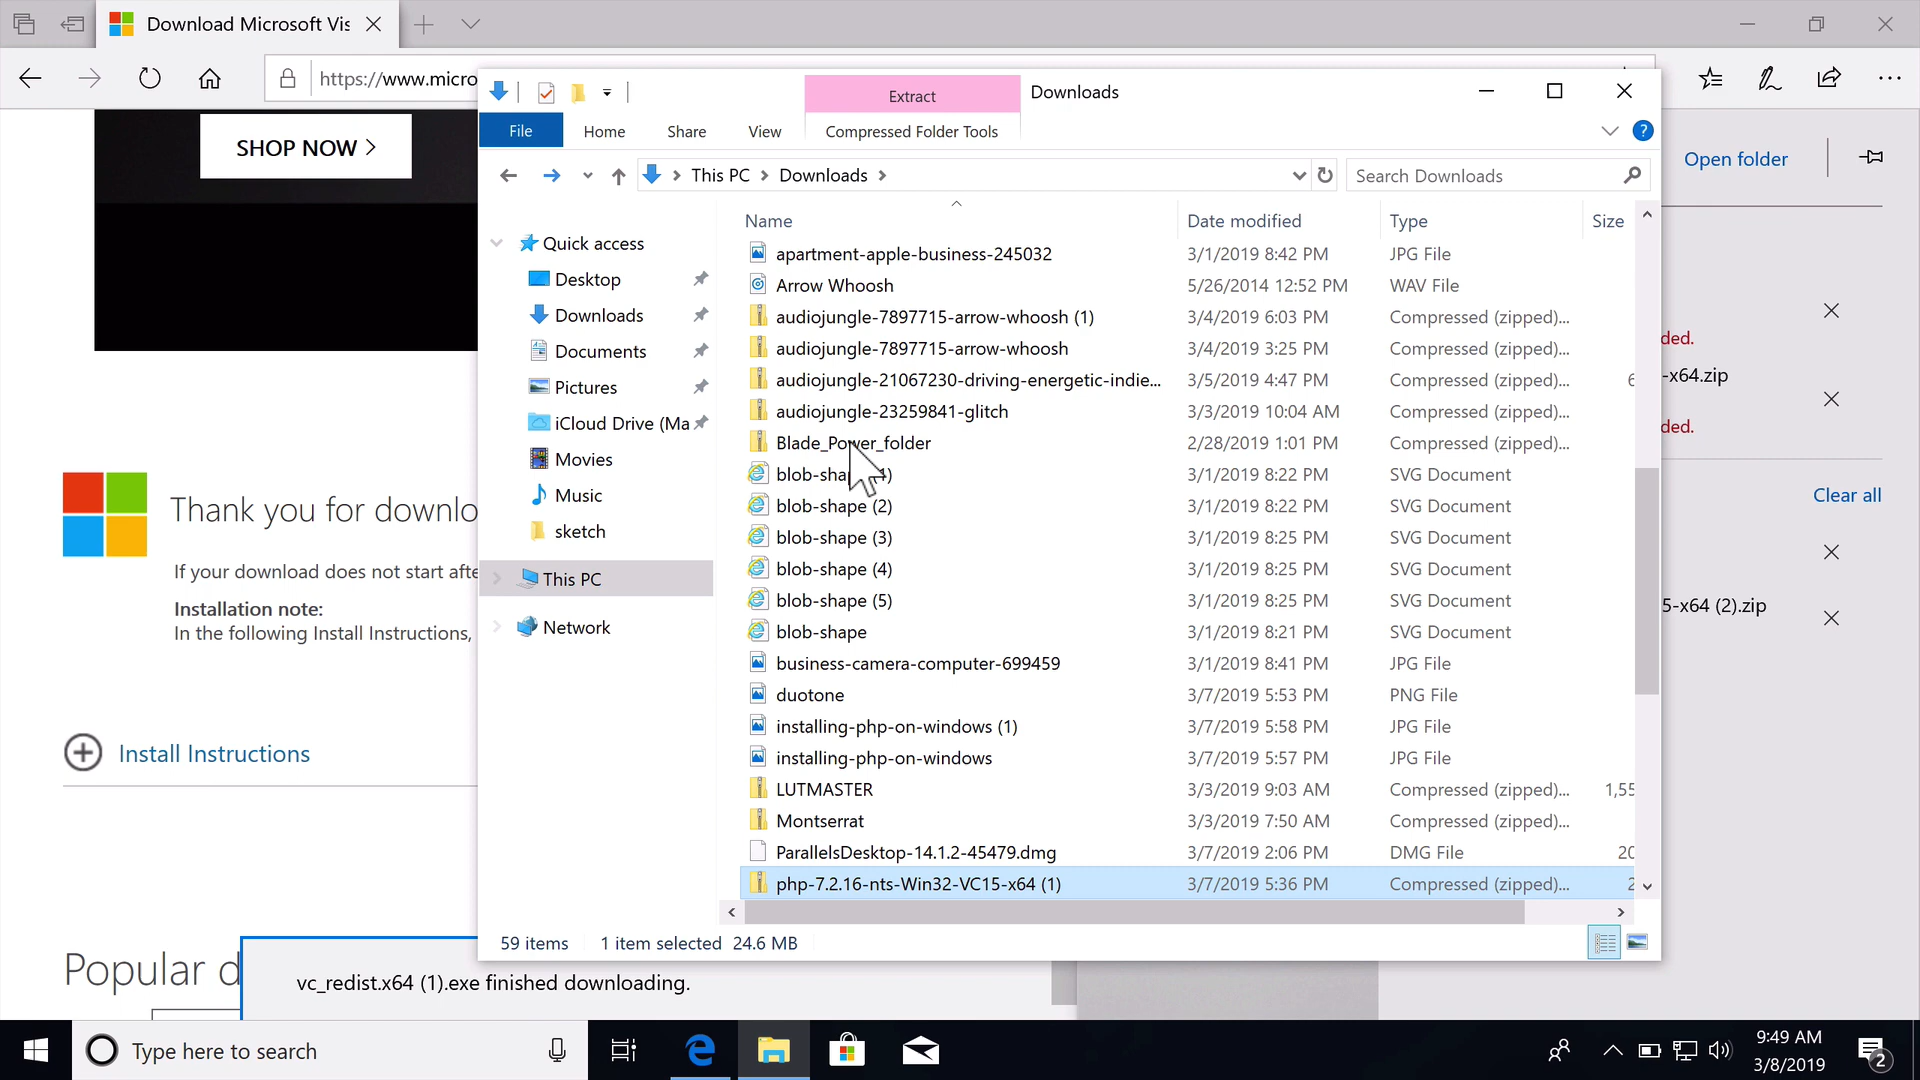 Download Microsoft Vis
https://www.micro
SHOP NOW
Thank you for downlo
If your download does not start afte
Installation note:
In the following Install Instructions,
Install Instructions
Popular d
vc_redist.x64 (1).exe finished downloading.
Extract
Downloads
File
Home
Share
View
Compressed Folder Tools
This PC
Downloads
Search Downloads
Quick access
Desktop
Downloads
Documents
Pictures
iCloud Drive (Ma
Movies
Music
sketch
This PC
Network
Name Date modified Type Size
apartment-apple-business-245032 3/1/2019 8:42 PM JPG File
Arrow Whoosh 5/26/2014 12:52 PM WAV File
audiojungle-7897715-arrow-whoosh (1) 3/4/2019 6:03 PM Compressed (zipped)...
audiojungle-7897715-arrow-whoosh 3/4/2019 3:25 PM Compressed (zipped)...
audiojungle-21067230-driving-energetic-indie... 3/5/2019 4:47 PM Compressed (zipped)... 6
audiojungle-23259841-glitch 3/3/2019 10:04 AM Compressed (zipped)...
Blade_Power_folder 2/28/2019 1:01 PM Compressed (zipped)...
blob-shape (1) 3/1/2019 8:22 PM SVG Document
blob-shape (2) 3/1/2019 8:22 PM SVG Document
blob-shape (3) 3/1/2019 8:25 PM SVG Document
blob-shape (4) 3/1/2019 8:25 PM SVG Document
blob-shape (5) 3/1/2019 8:25 PM SVG Document
blob-shape 3/1/2019 8:21 PM SVG Document
business-camera-computer-699459 3/1/2019 8:41 PM JPG File
duotone 3/7/2019 5:53 PM PNG File
installing-php-on-windows (1) 3/7/2019 5:58 PM JPG File
installing-php-on-windows 3/7/2019 5:57 PM JPG File
LUTMASTER 3/3/2019 9:03 AM Compressed (zipped)... 1,55
Montserrat 3/3/2019 7:50 AM Compressed (zipped)...
ParallelsDesktop-14.1.2-45479.dmg 3/7/2019 2:06 PM DMG File 20
php-7.2.16-nts-Win32-VC15-x64 (1) 3/7/2019 5:36 PM Compressed (zipped)... 2
59 items 1 item selected 24.6 MB
Open folder
ded.
-x64.zip
ded.
Clear all
5-x64 (2).zip
Type here to search
9:49 AM
3/8/2019
2